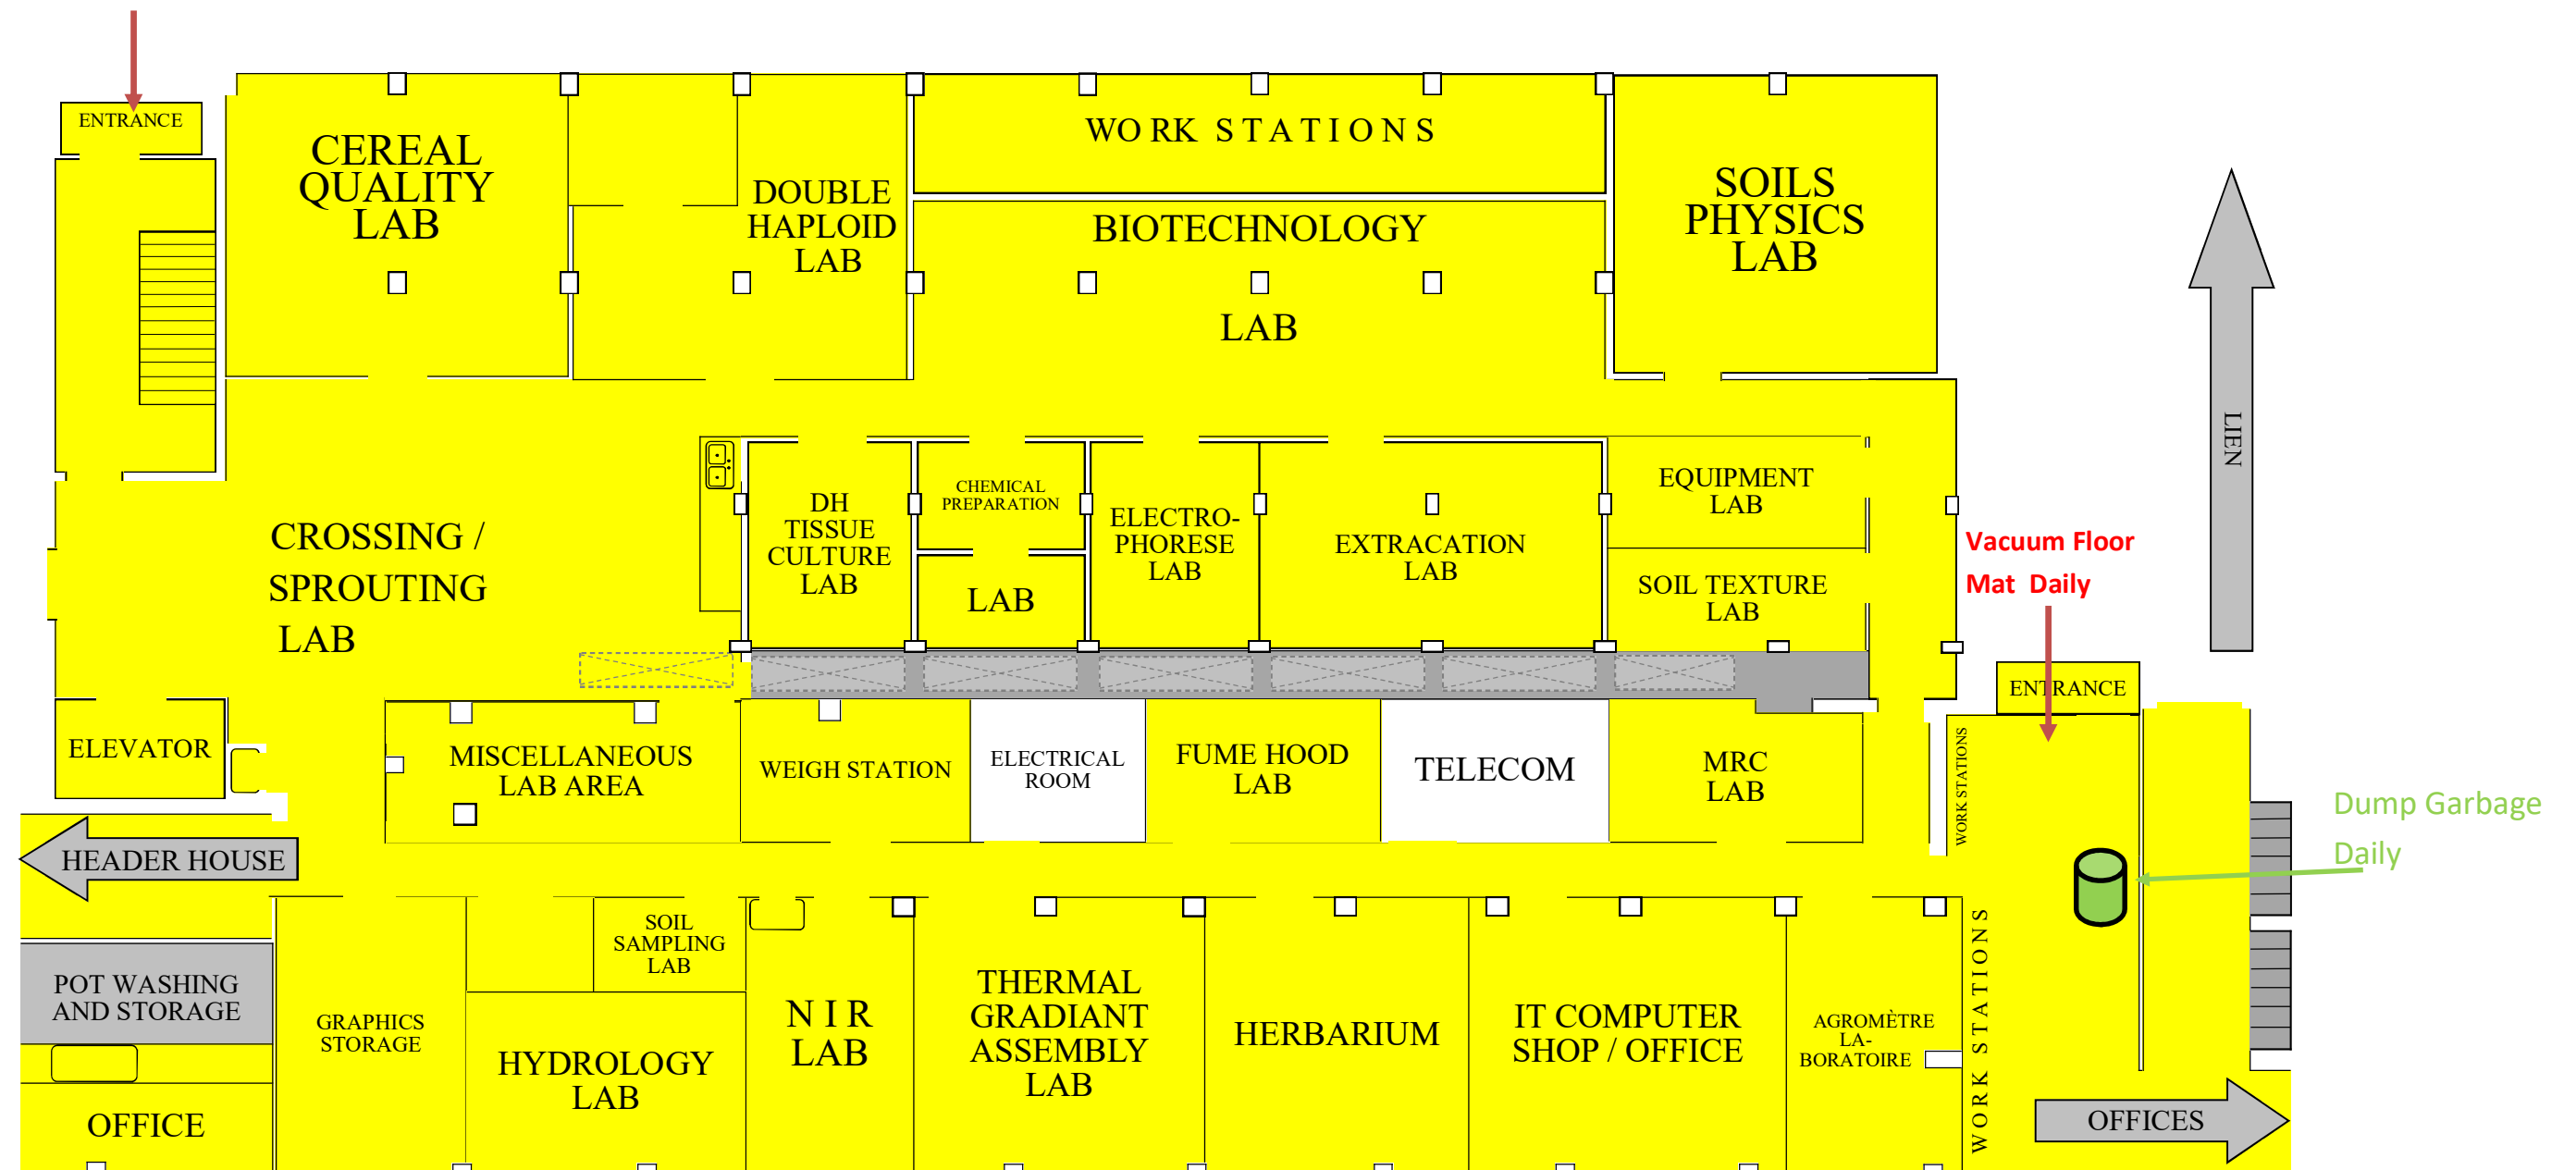 ENTRANCE
CEREAL
QUALITY
LAB
DOUBLE
HAPLOID
LAB
WORK STATIONS
BIOTECHNOLOGY
LAB
SOILS
PHYSICS
LAB
LIEN
CROSSING /
SPROUTING
LAB
DH
TISSUE
CULTURE
LAB
CHEMICAL
PREPARATION
LAB
ELECTRO-
PHORESE
LAB
EXTRACATION
LAB
EQUIPMENT
LAB
SOIL TEXTURE
LAB
Vacuum Floor
Mat Daily
ENTRANCE
ELEVATOR
MISCELLANEOUS
LAB AREA
WEIGH STATION
ELECTRICAL
ROOM
FUME HOOD
LAB
TELECOM
MRC
LAB
WORK STATIONS
Dump Garbage
Daily
HEADER HOUSE
POT WASHING
AND STORAGE
OFFICE
GRAPHICS
STORAGE
SOIL
SAMPLING
LAB
HYDROLOGY
LAB
N I R
LAB
THERMAL
GRADIANT
ASSEMBLY
LAB
HERBARIUM
IT COMPUTER
SHOP / OFFICE
AGROMÈTRE
LA-
BORATOIRE
WORK STATIONS
OFFICES